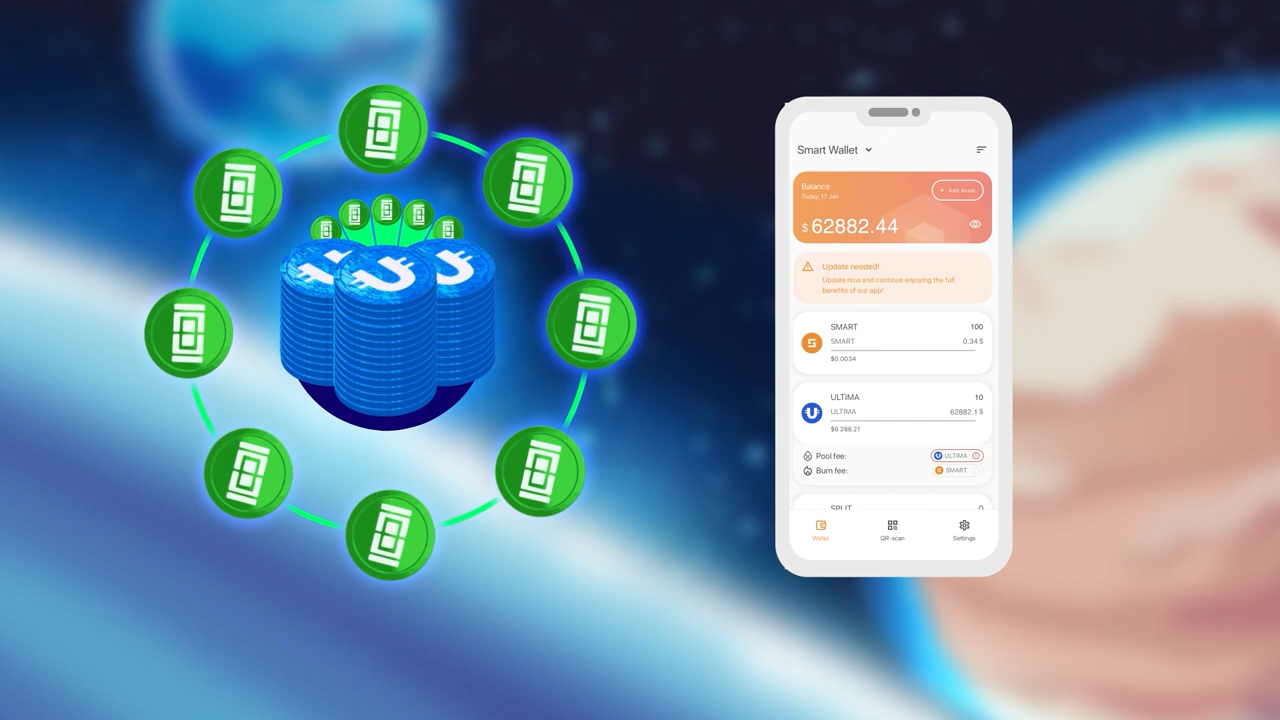 Smart Wallet
Balance
Today, 17 Jan
+ Add Asset
$ 62882.44
Update needed!
Update now and continue enjoying the full
benefits of our app!
SMART 100
SMART 0.34 $
$0.0034
ULTIMA 10
ULTIMA 62882.1 $
$6 288.21
Pool fee: ULTIMA
Burn fee: SMART
SPLIT 0
Wallet QR-scan Settings